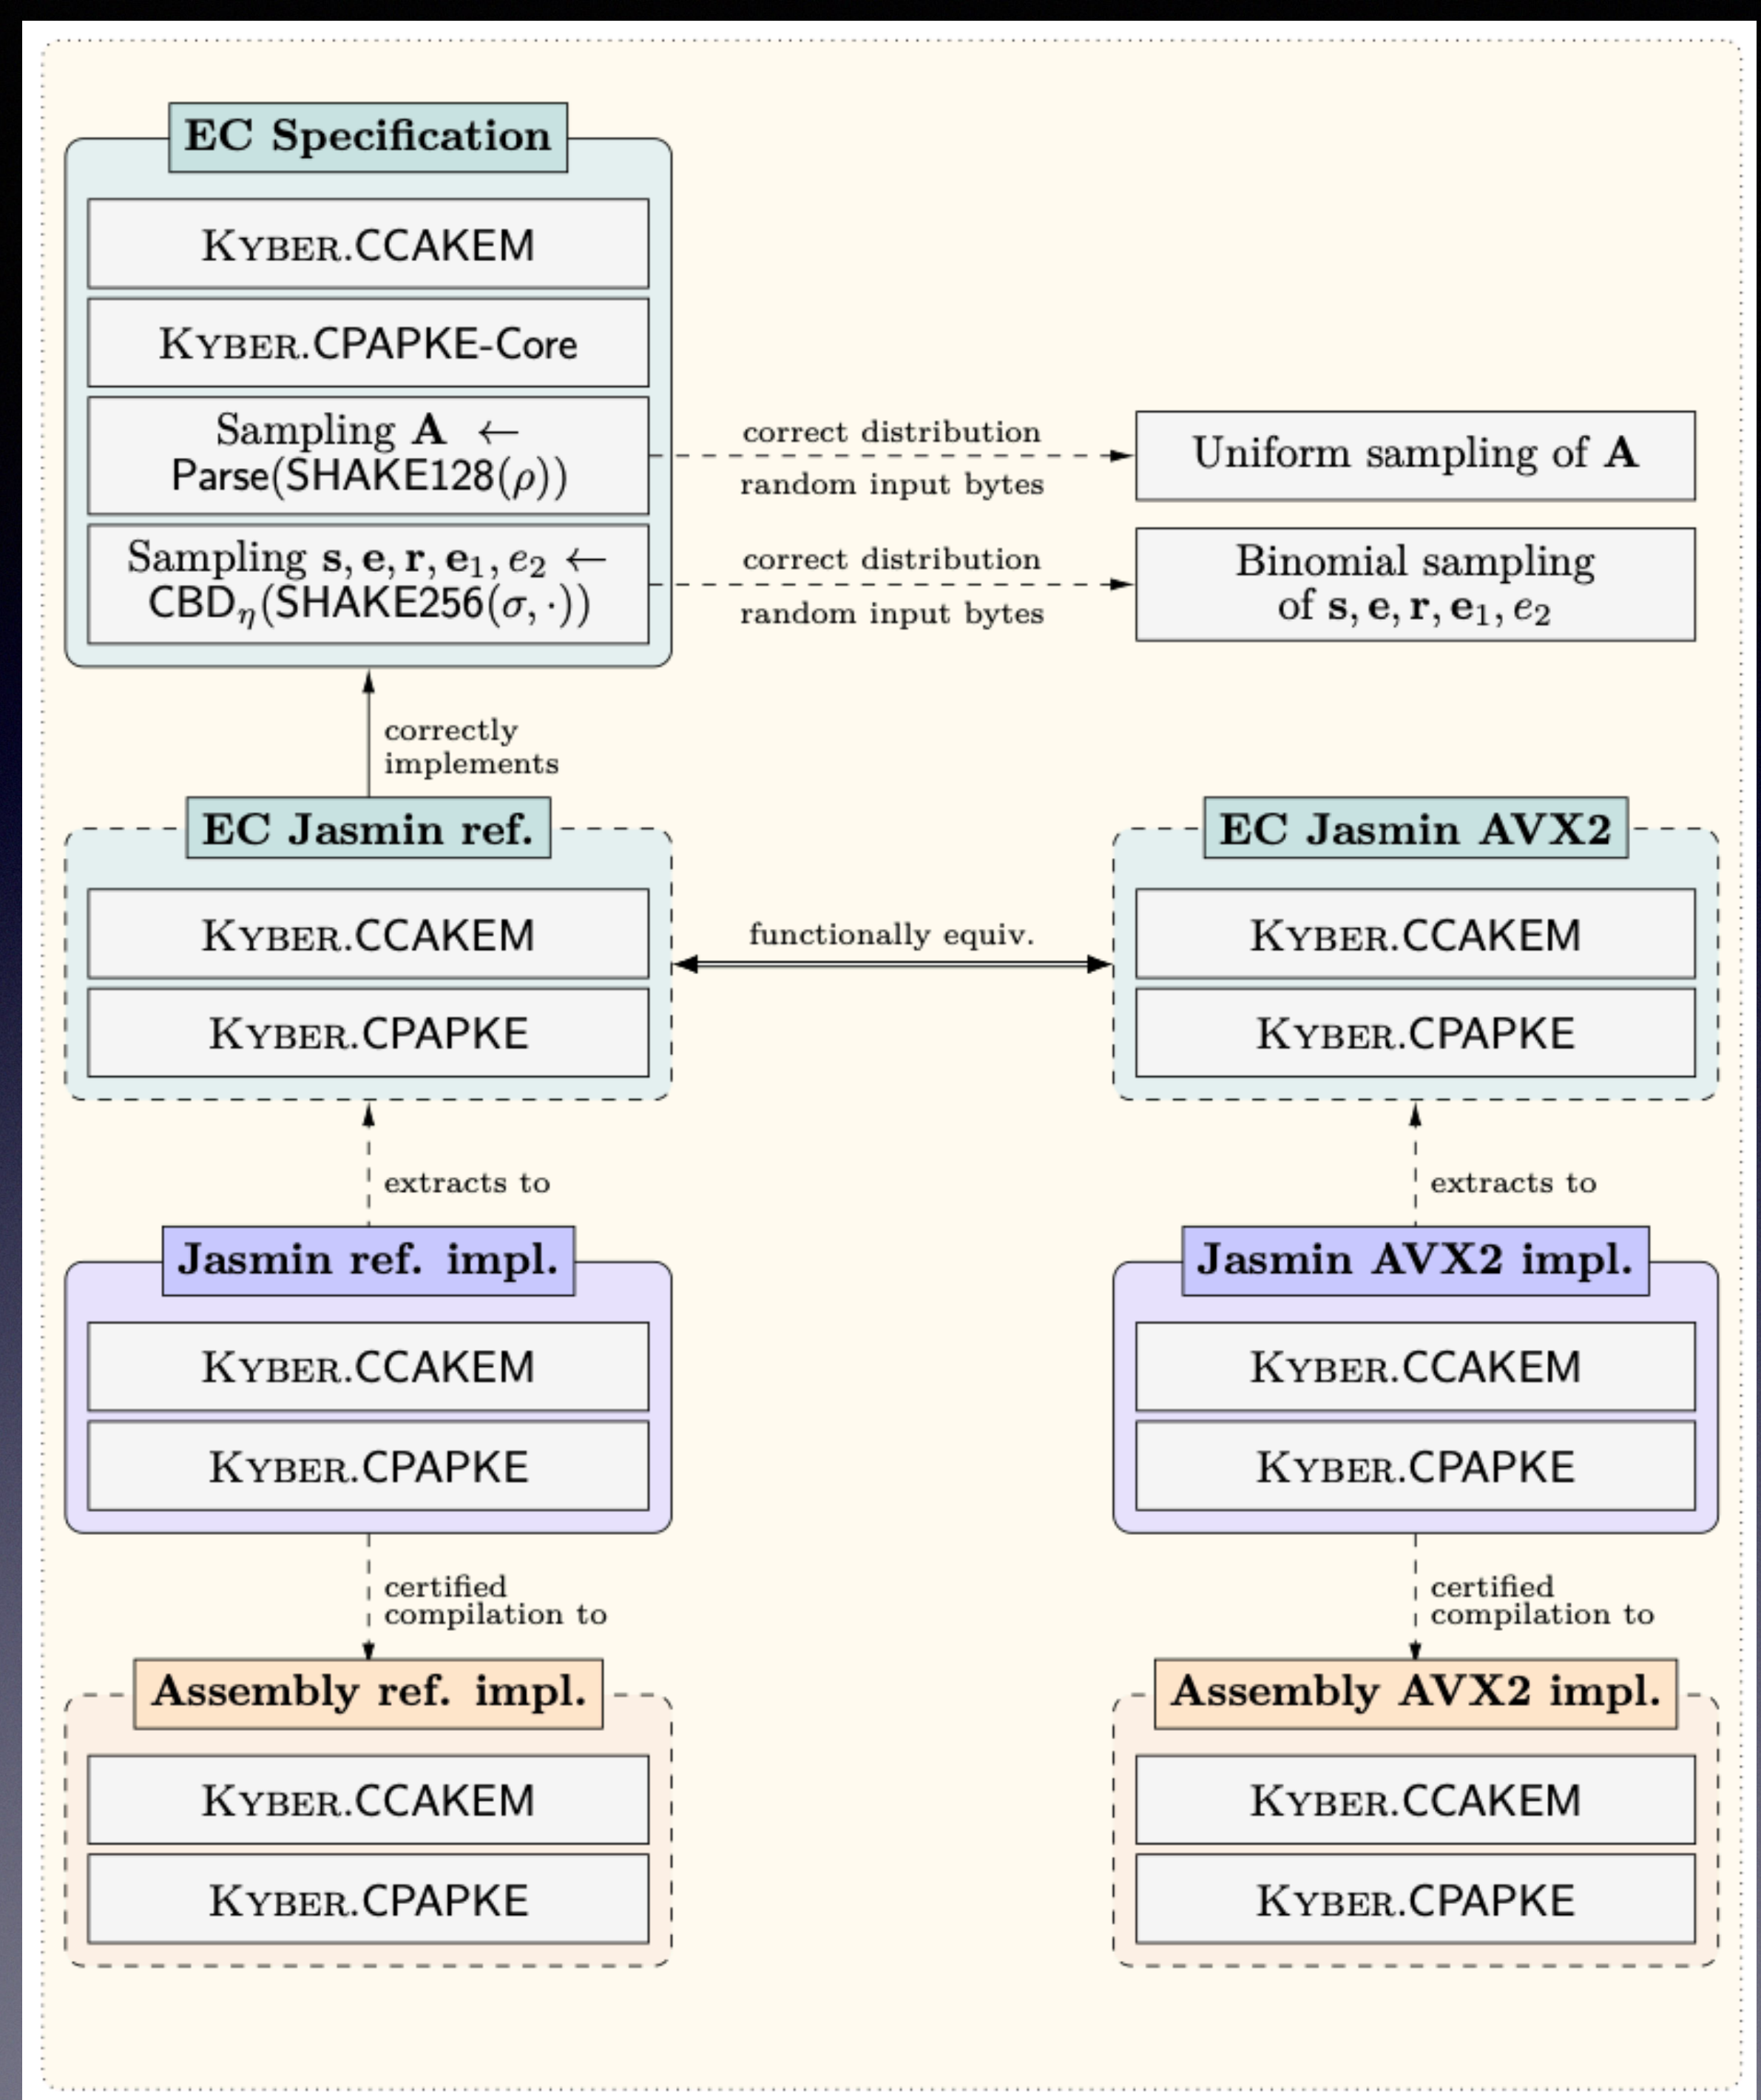 EC Specification
KYBER.CCAKEM
KYBER.CPAPKE-Core
Sampling A ←
Parse(SHAKE128(ρ))
correct distribution
random input bytes
Uniform sampling of A
Sampling s, e, r, e₁, e₂ ←
CBD_η(SHAKE256(σ, ·))
correct distribution
random input bytes
Binomial sampling
of s, e, r, e₁, e₂
correctly
implements
EC Jasmin ref.
KYBER.CCAKEM
KYBER.CPAPKE
functionally equiv.
EC Jasmin AVX2
KYBER.CCAKEM
KYBER.CPAPKE
extracts to
extracts to
Jasmin ref. impl.
KYBER.CCAKEM
KYBER.CPAPKE
Jasmin AVX2 impl.
KYBER.CCAKEM
KYBER.CPAPKE
certified
compilation to
certified
compilation to
Assembly ref. impl.
KYBER.CCAKEM
KYBER.CPAPKE
Assembly AVX2 impl.
KYBER.CCAKEM
KYBER.CPAPKE